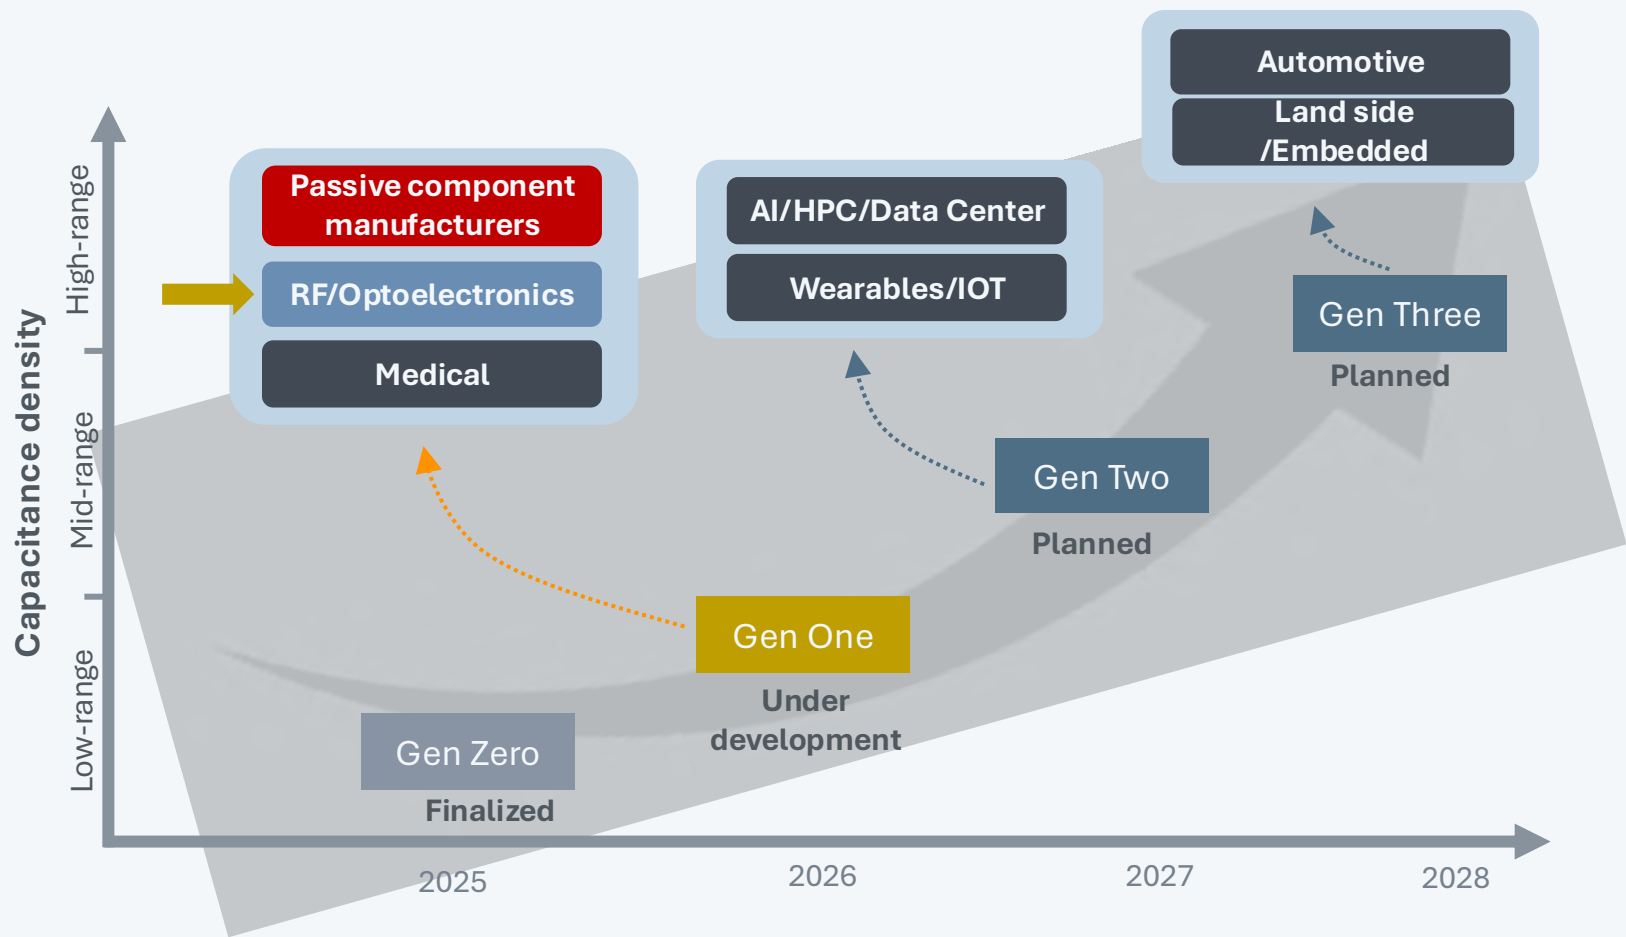 Automotive
Land side
/Embedded
Passive component
manufacturers
RF/Optoelectronics
Medical
AI/HPC/Data Center
Wearables/IOT
Gen Three
Planned
Gen Two
Planned
Gen One
Under
development
Gen Zero
Finalized
Capacitance density
High-range
Mid-range
Low-range
2025
2026
2027
2028